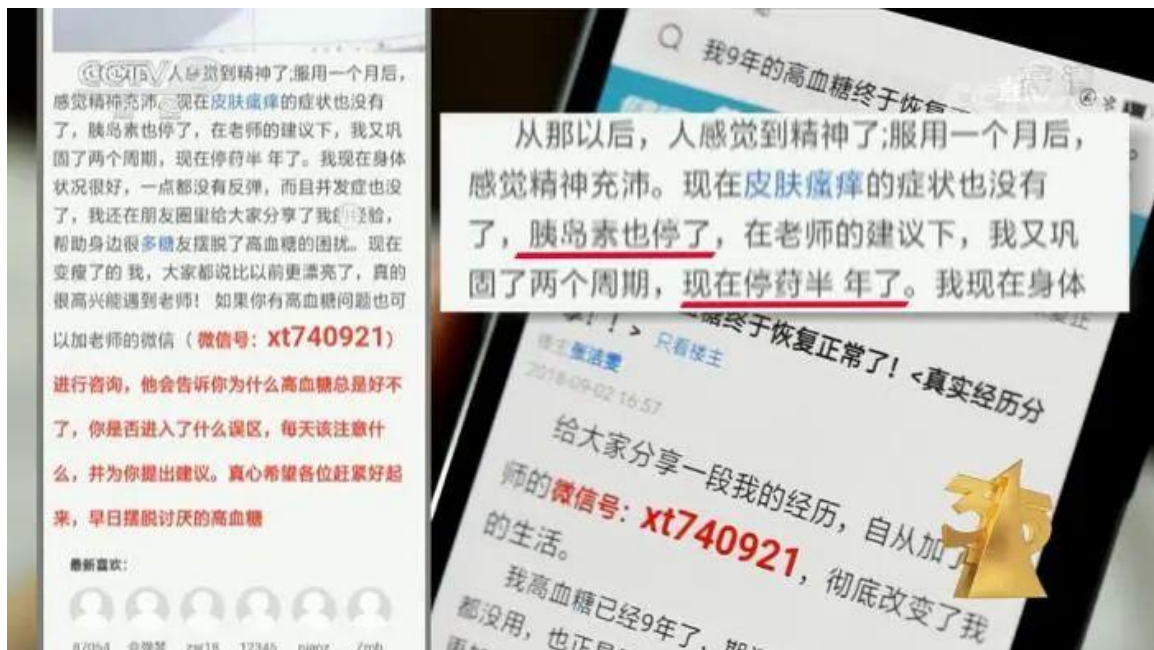 CCTV
人感觉到精神了;服用一个月后，
感觉精神充沛。现在皮肤瘙痒的症状也没有
了，胰岛素也停了，在老师的建议下，我又巩
固了两个周期，现在停药半 年了。我现在身体
状况很好，一点都没有反弹，而且并发症也没
了，我还在朋友圈里给大家分享了我的经验，
帮助身边很多糖友摆脱了高血糖的困扰。现在
变瘦了的 我，大家都说比以前更漂亮了，真的
很高兴能遇到老师！ 如果你有高血糖问题也可
以加老师的微信（微信号：xt740921）
进行咨询，他会告诉你为什么高血糖总是好不
了，你是否进入了什么误区，每天该注意什
么，并为你提出建议。真心希望各位赶紧好起
来，早日摆脱讨厌的高血糖
最新喜欢：
zsr18
12345
我9年的高血糖终于恢复
从那以后，人感觉到精神了;服用一个月后，
感觉精神充沛。现在皮肤瘙痒的症状也没有
了，胰岛素也停了，在老师的建议下，我又巩
固了两个周期，现在停药半 年了。我现在身体
糖终于恢复正常了！<真实经历分
享！！> 只看楼主
楼主张洁雯
2018-09-02 16:57
给大家分享一段我的经历，自从加了
师的微信号：xt740921，彻底改变了我
的生活。
我高血糖已经9年了，
都没用，也正是
3·15